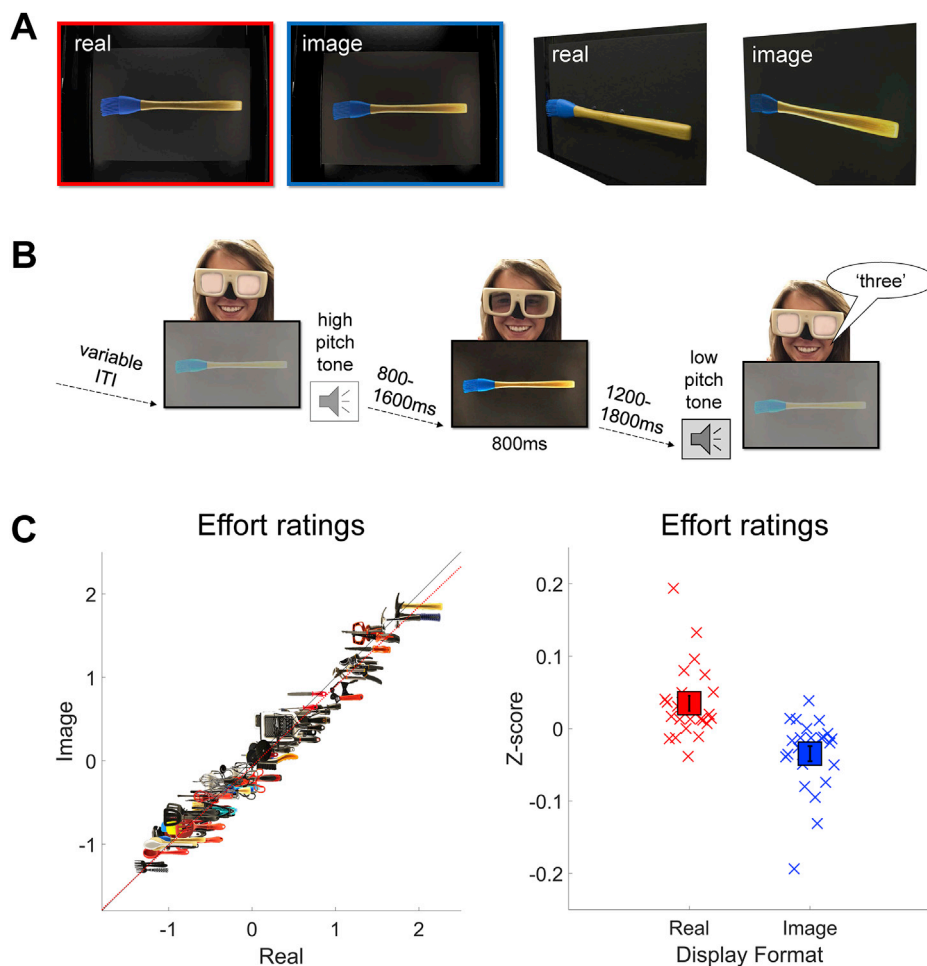 A
real
image
real
image
B
variable
ITI
high
pitch
tone
800-
1600ms
800ms
1200-
1800ms
low
pitch
tone
'three'
C
Effort ratings
Image
2
1
0
-1
-1
0
1
2
Real
Effort ratings
Z-score
0.2
0.1
0
-0.1
-0.2
Real
Image
Display Format